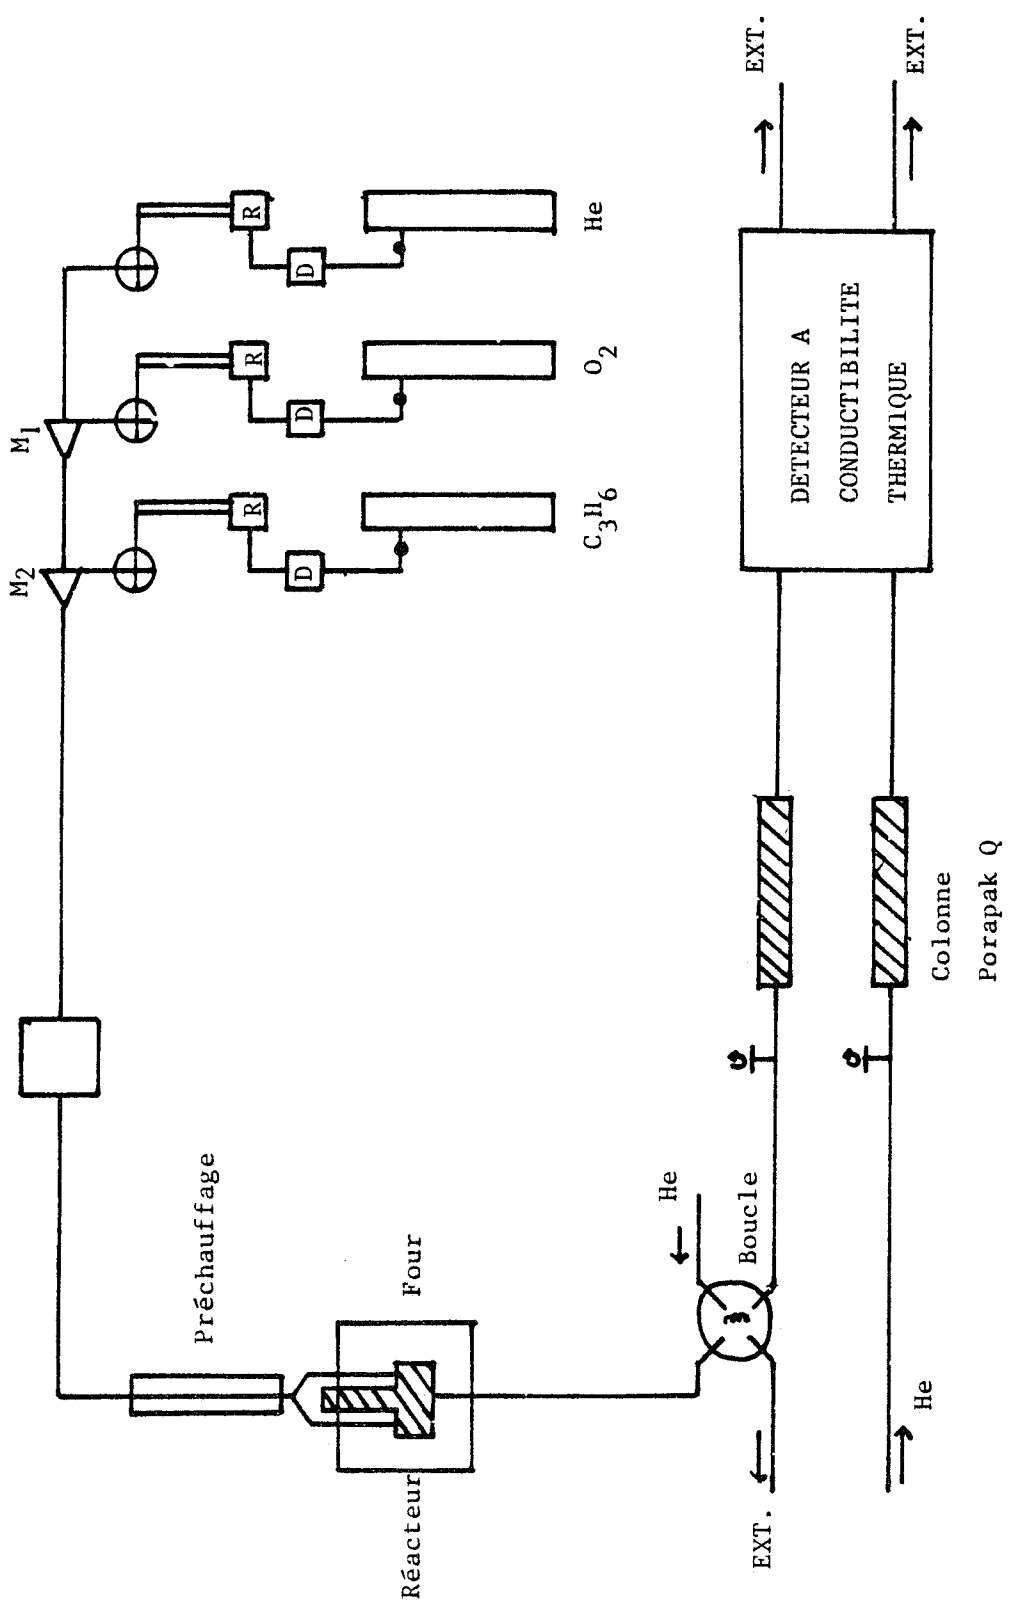 M1
M2
R
R
R
D
D
D
He
O2
C3H6
Préchauffage
Four
Réacteur
He
Boucle
EXT.
He
Colonne
Porapak Q
DETECTEUR A
CONDUCTIBILITE
THERMIQUE
EXT.
EXT.